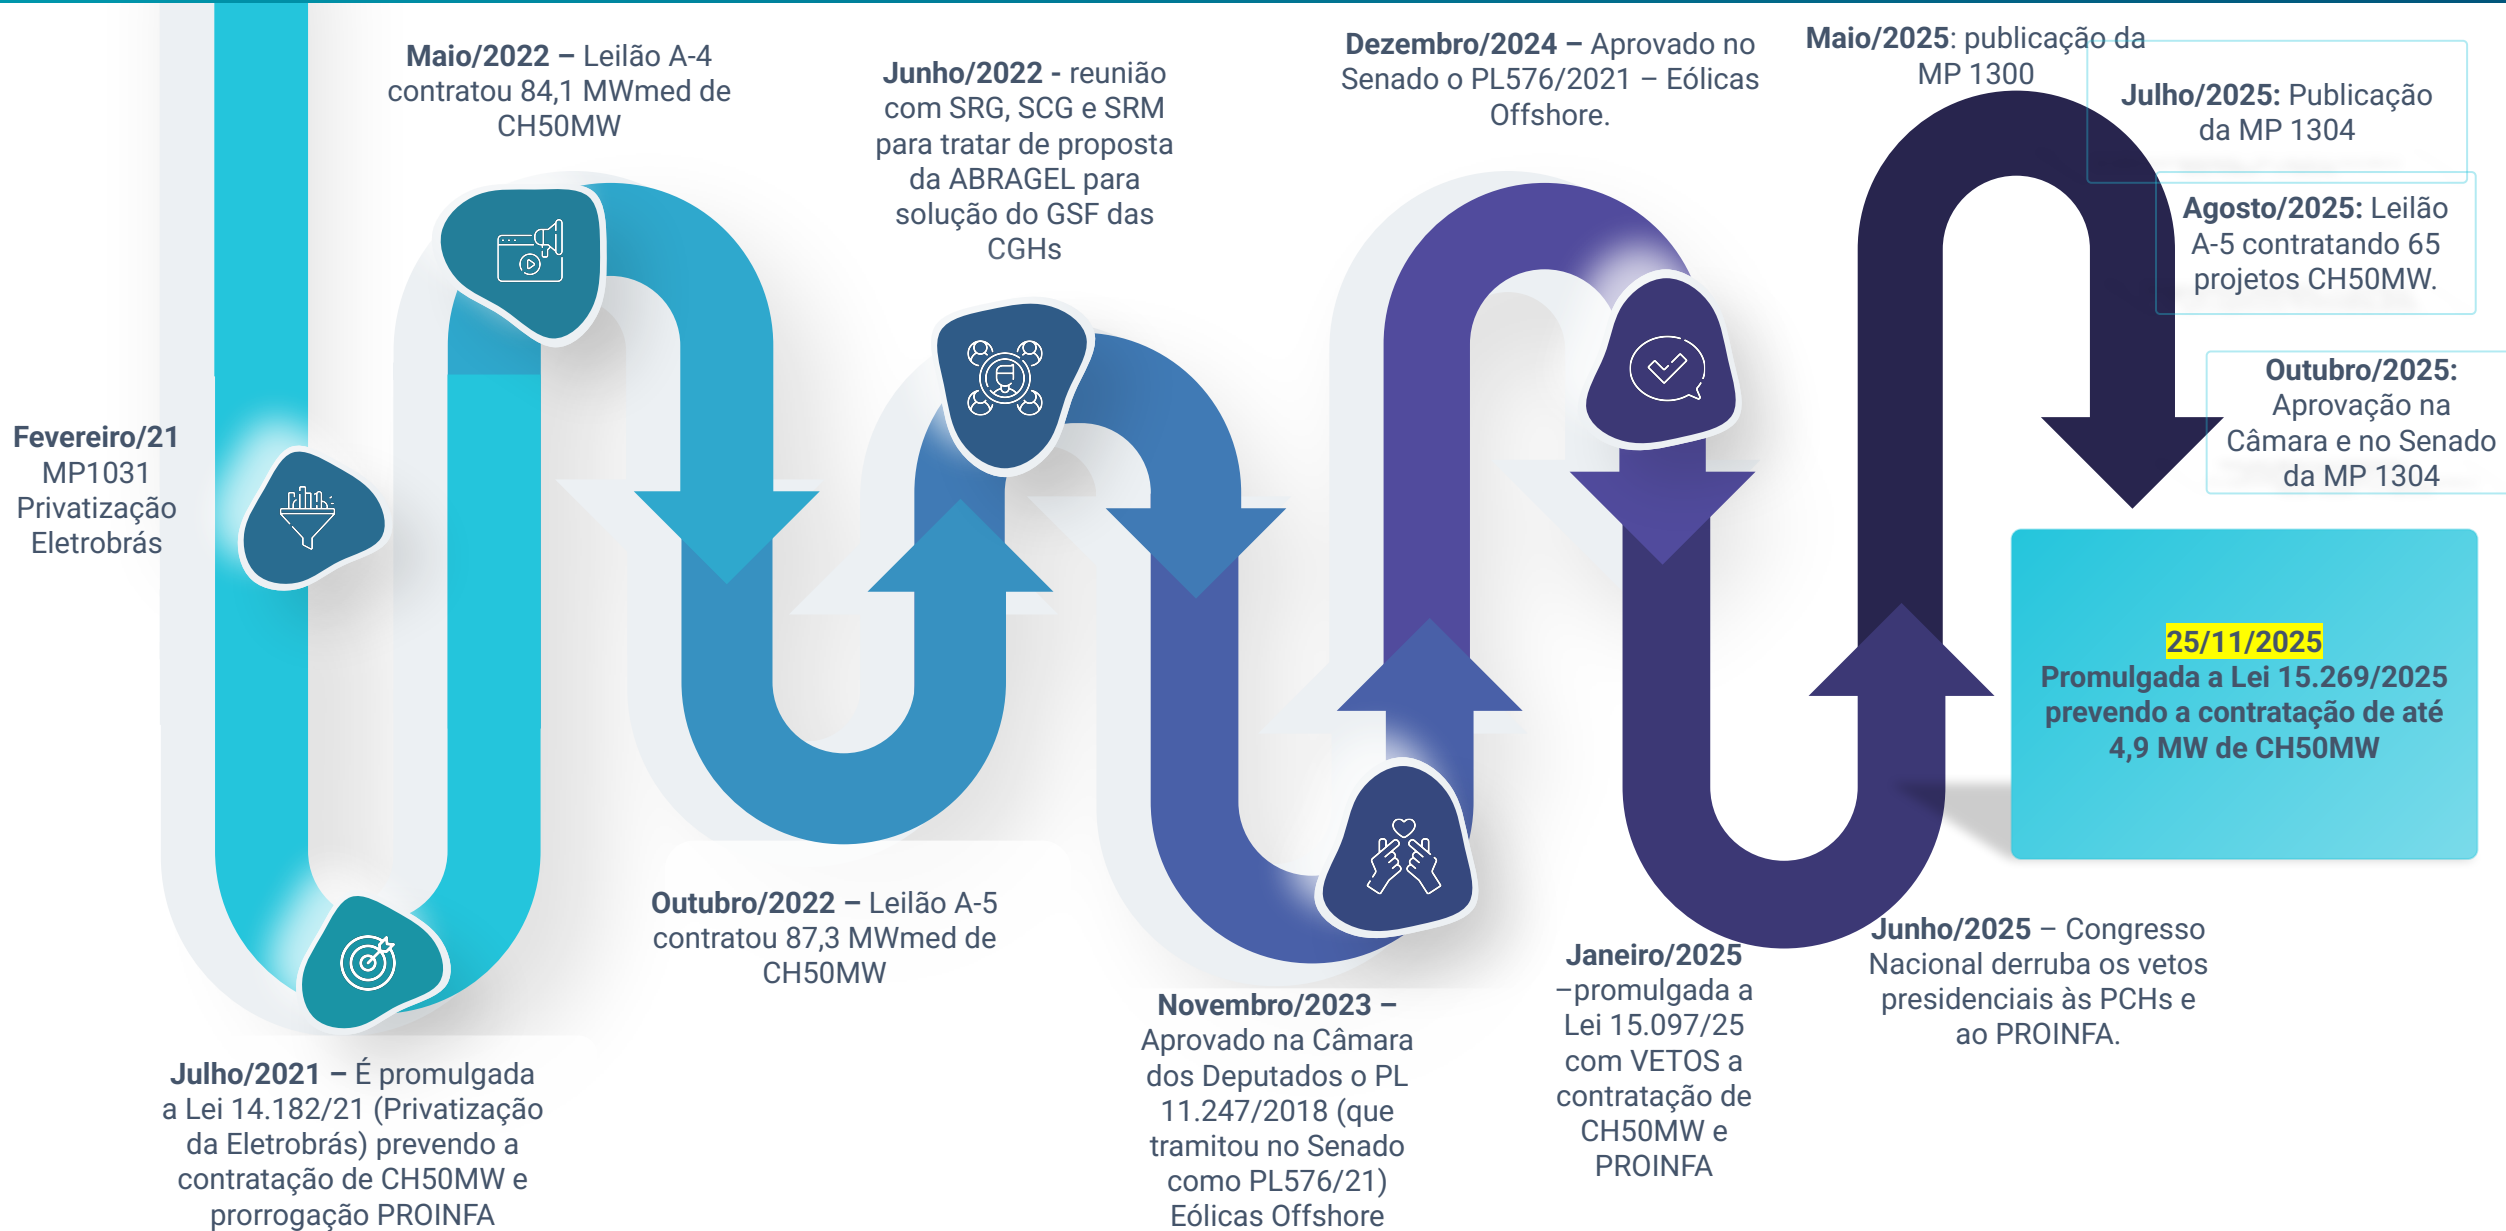 Fevereiro/21
MP1031
Privatização
Eletrobrás
Julho/2021 – É promulgada
a Lei 14.182/21 (Privatização
da Eletrobrás) prevendo a
contratação de CH50MW e
prorrogação PROINFA
Maio/2022 – Leilão A-4
contratou 84,1 MWmed de
CH50MW
Outubro/2022 – Leilão A-5
contratou 87,3 MWmed de
CH50MW
Junho/2022 - reunião
com SRG, SCG e SRM
para tratar de proposta
da ABRAGEL para
solução do GSF das
CGHs
Novembro/2023 –
Aprovado na Câmara
dos Deputados o PL
11.247/2018 (que
tramitou no Senado
como PL576/21)
Eólicas Offshore
Dezembro/2024 – Aprovado no
Senado o PL576/2021 – Eólicas
Offshore.
Janeiro/2025
–promulgada a
Lei 15.097/25
com VETOS a
contratação de
CH50MW e
PROINFA
Maio/2025: publicação da
MP 1300
Junho/2025 – Congresso
Nacional derruba os vetos
presidenciais às PCHs e
ao PROINFA.
Julho/2025: Publicação
da MP 1304
Agosto/2025: Leilão
A-5 contratando 65
projetos CH50MW.
Outubro/2025:
Aprovação na
Câmara e no Senado
da MP 1304
25/11/2025
Promulgada a Lei 15.269/2025
prevendo a contratação de até
4,9 MW de CH50MW